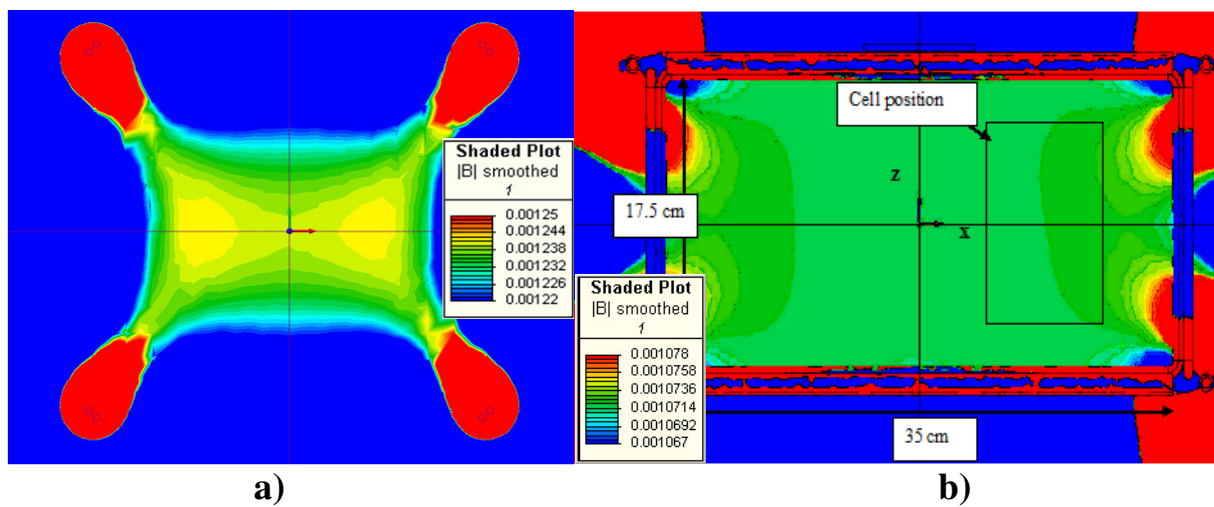 Shaded Plot
|B| smoothed
1
0.00125
0.001244
0.001238
0.001232
0.001226
0.00122
a)
Cell position
z
x
17.5 cm
Shaded Plot
|B| smoothed
1
0.001078
0.0010758
0.0010736
0.0010714
0.0010692
0.001067
35 cm
b)